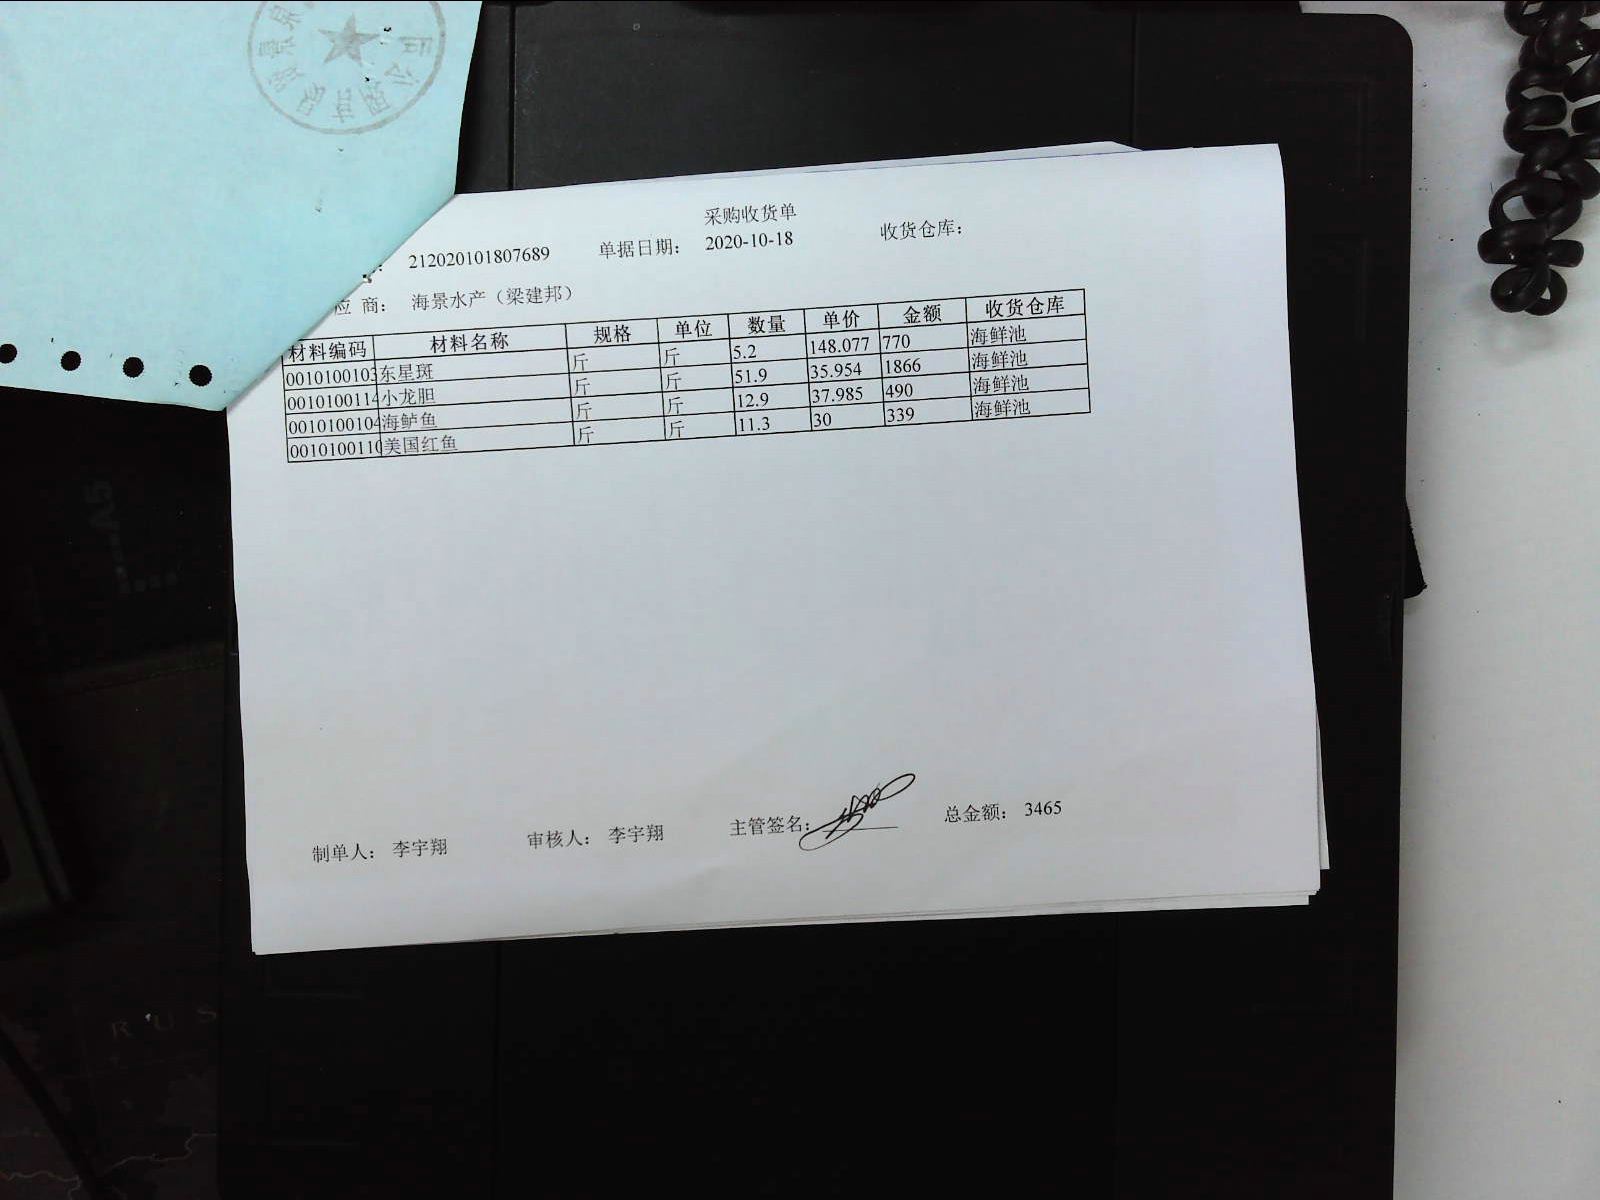 采购收货单
212020101807689 单据日期： 2020-10-18 收货仓库：
应 商： 海景水产（梁建邦）
材料编码 材料名称 规格 单位 数量 单价 金额 收货仓库
0010100103 东星斑 斤 斤 5.2 148.077 770 海鲜池
0010100114 小龙胆 斤 斤 51.9 35.954 1866 海鲜池
0010100104 海鲈鱼 斤 斤 12.9 37.985 490 海鲜池
0010100110 美国红鱼 斤 斤 11.3 30 339 海鲜池
制单人： 李宇翔 审核人： 李宇翔 主管签名： 总金额： 3465